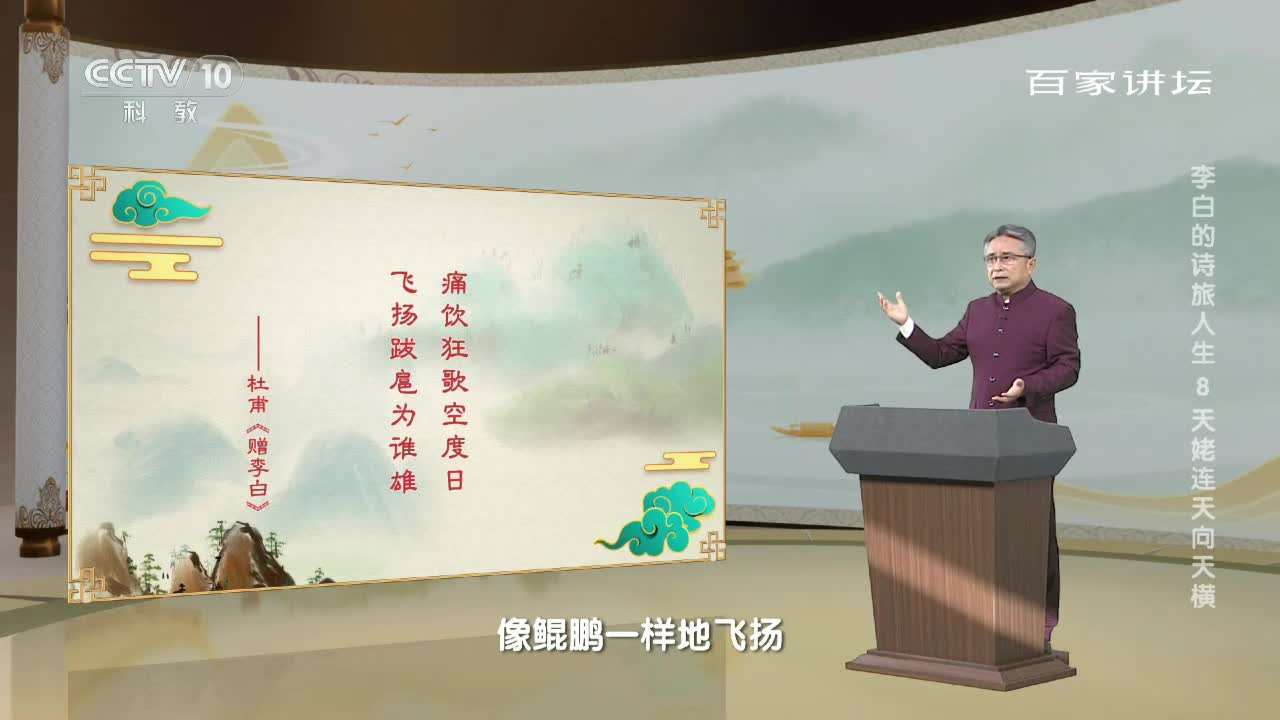 CCTV/10
科教
百家讲坛
李白的诗旅人生 8 天姥连天向天横
痛饮狂歌空度日
飞扬跋扈为谁雄
——杜甫《赠李白》
像鲲鹏一样地飞扬